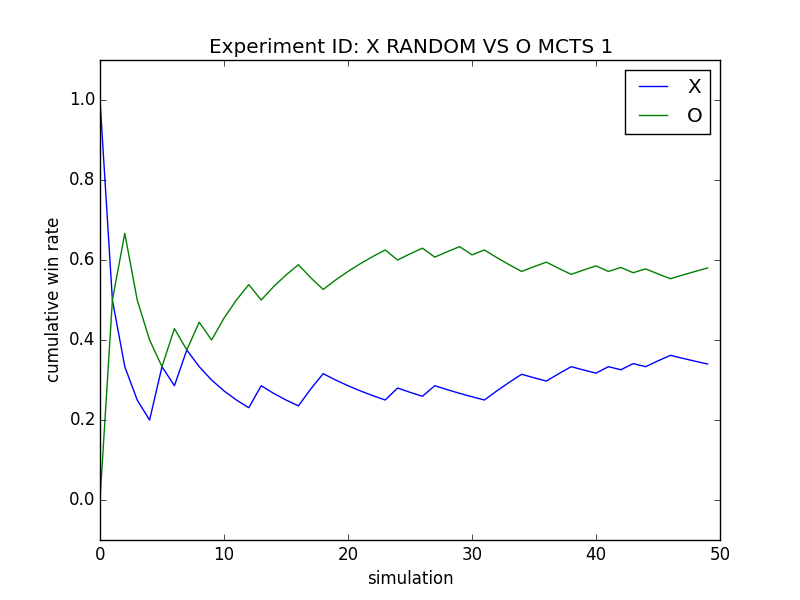 Experiment ID: X RANDOM VS O MCTS 1
X
O
1.0
0.8
0.6
0.4
0.2
0.0
cumulative win rate
0 10 20 30 40 50
simulation